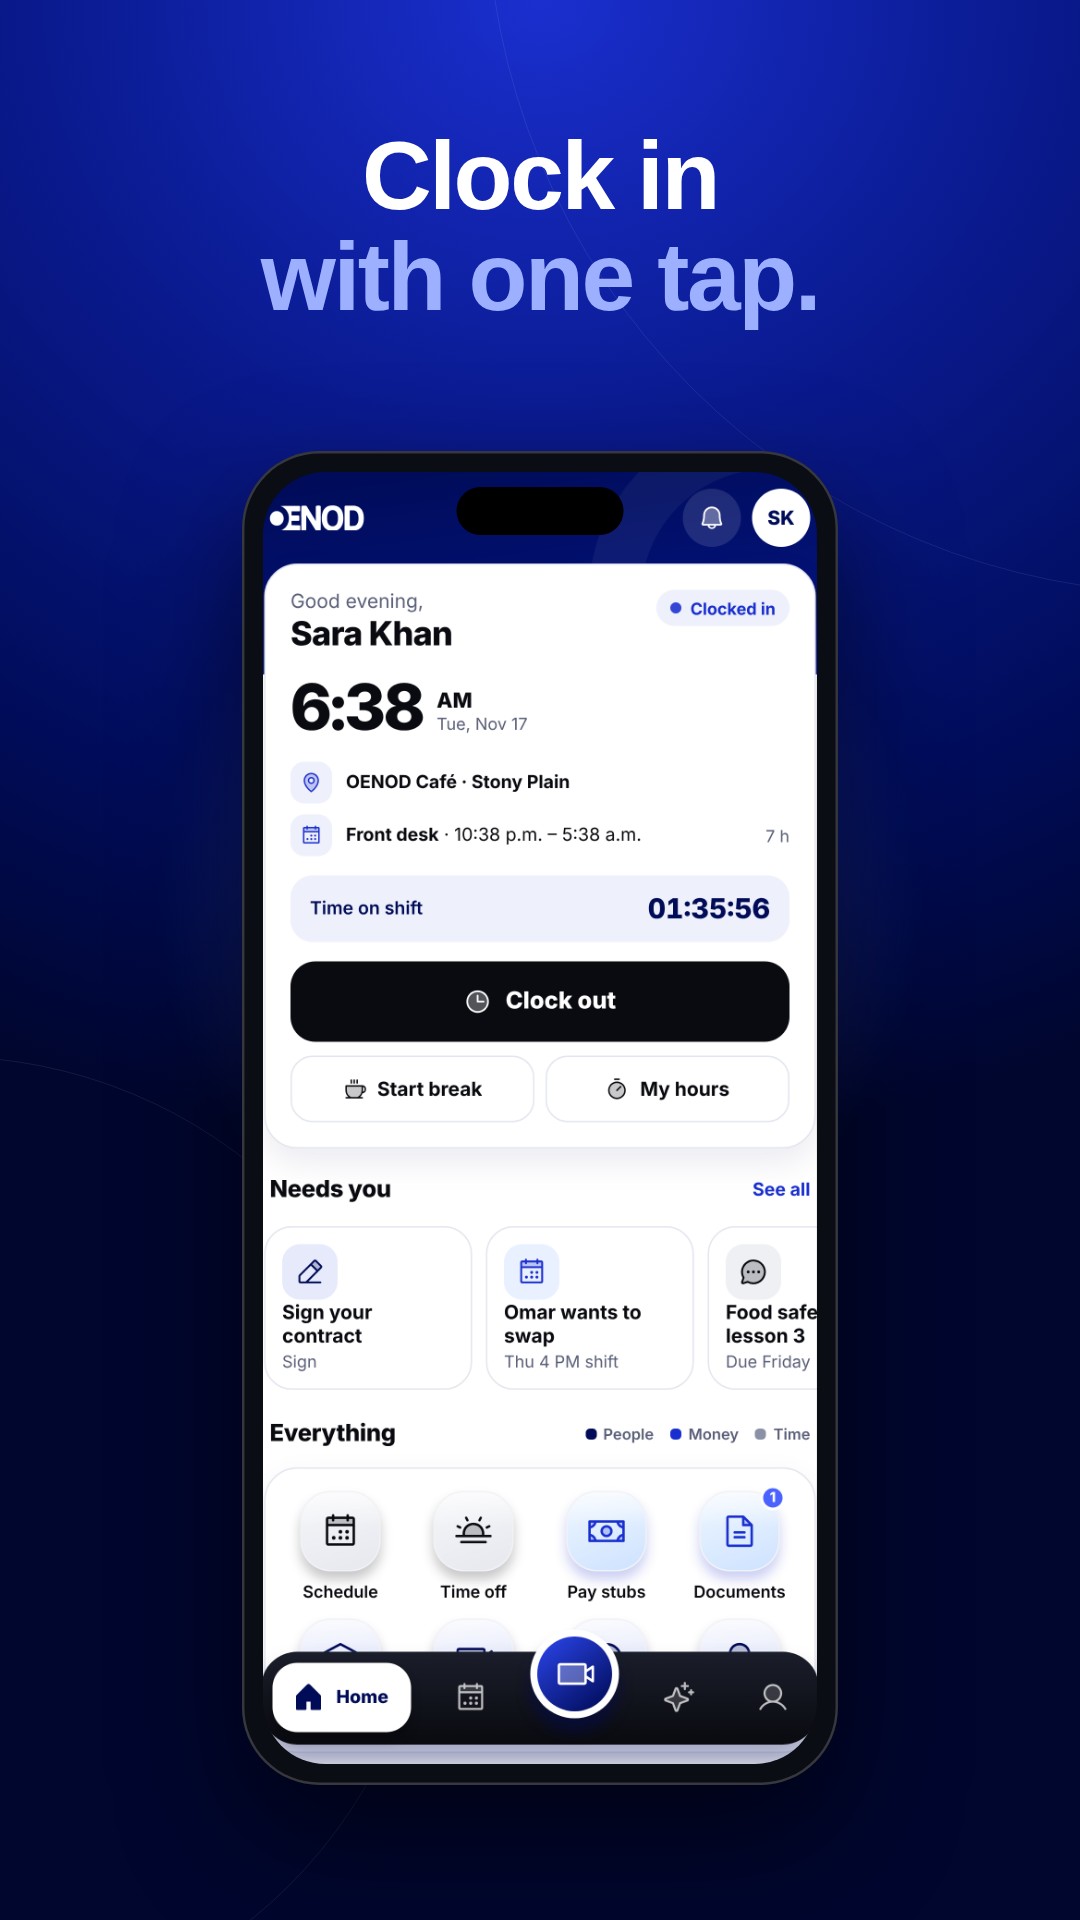 Clock in
with one tap.
OENOD
SK
Good evening,
Clocked in
Sara Khan
6:38 AM
Tue, Nov 17
OENOD Café · Stony Plain
Front desk · 10:38 p.m. – 5:38 a.m. 7 h
Time on shift 01:35:56
Clock out
Start break My hours
Needs you See all
Sign your
contract
Sign
Omar wants to
swap
Thu 4 PM shift
Food safe
lesson 3
Due Friday
Everything People Money Time
1
Schedule Time off Pay stubs Documents
Home